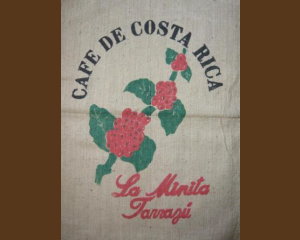 CAFE DE COSTA RICA
La Minita
Tarrazú